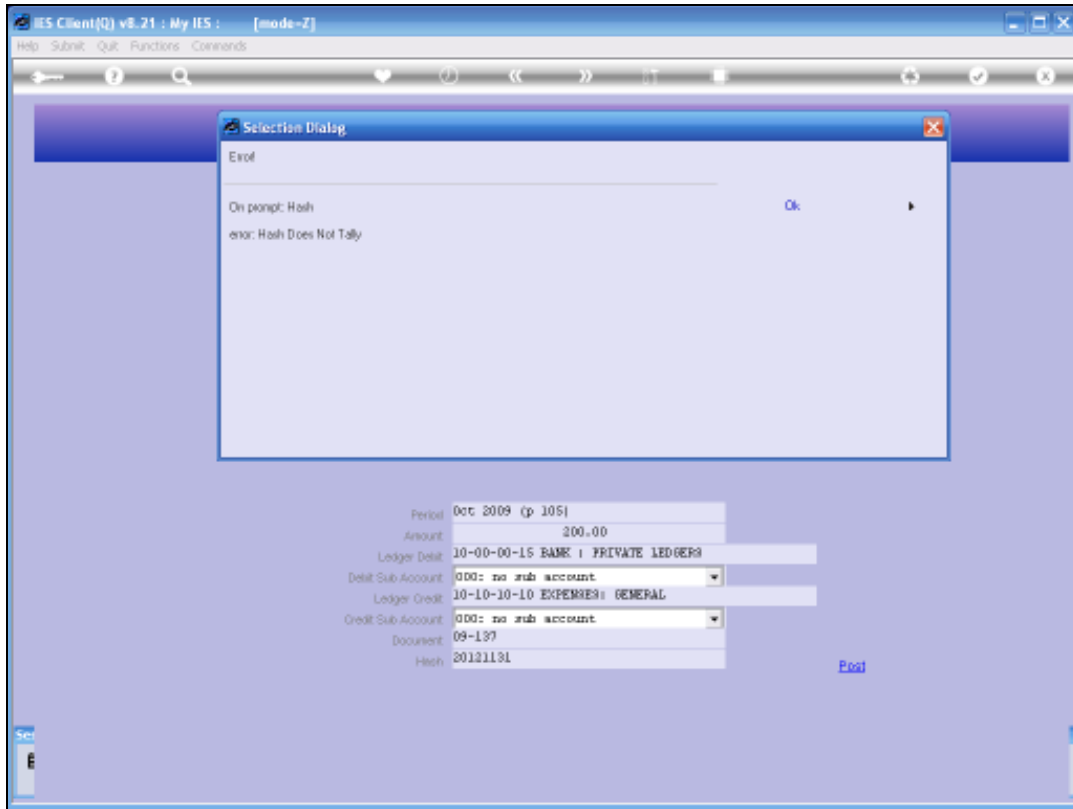 IES Client(Q) v8.21 : My IES : [mode=Z]
Help Submit Quit Functions Commands
Selection Dialog
Error!
On prompt: Hash
Ok
error: Hash Does Not Tally
Period Oct 2009 (p 105)
Amount 200.00
Ledger Debit 10-00-00-15 BANK : PRIVATE LEDGERS
Debit Sub Account 000: no sub account
Ledger Credit 10-10-10-10 EXPENSES: GENERAL
Credit Sub Account 000: no sub account
Document 09-137
Hash 20121131
Post
Ser